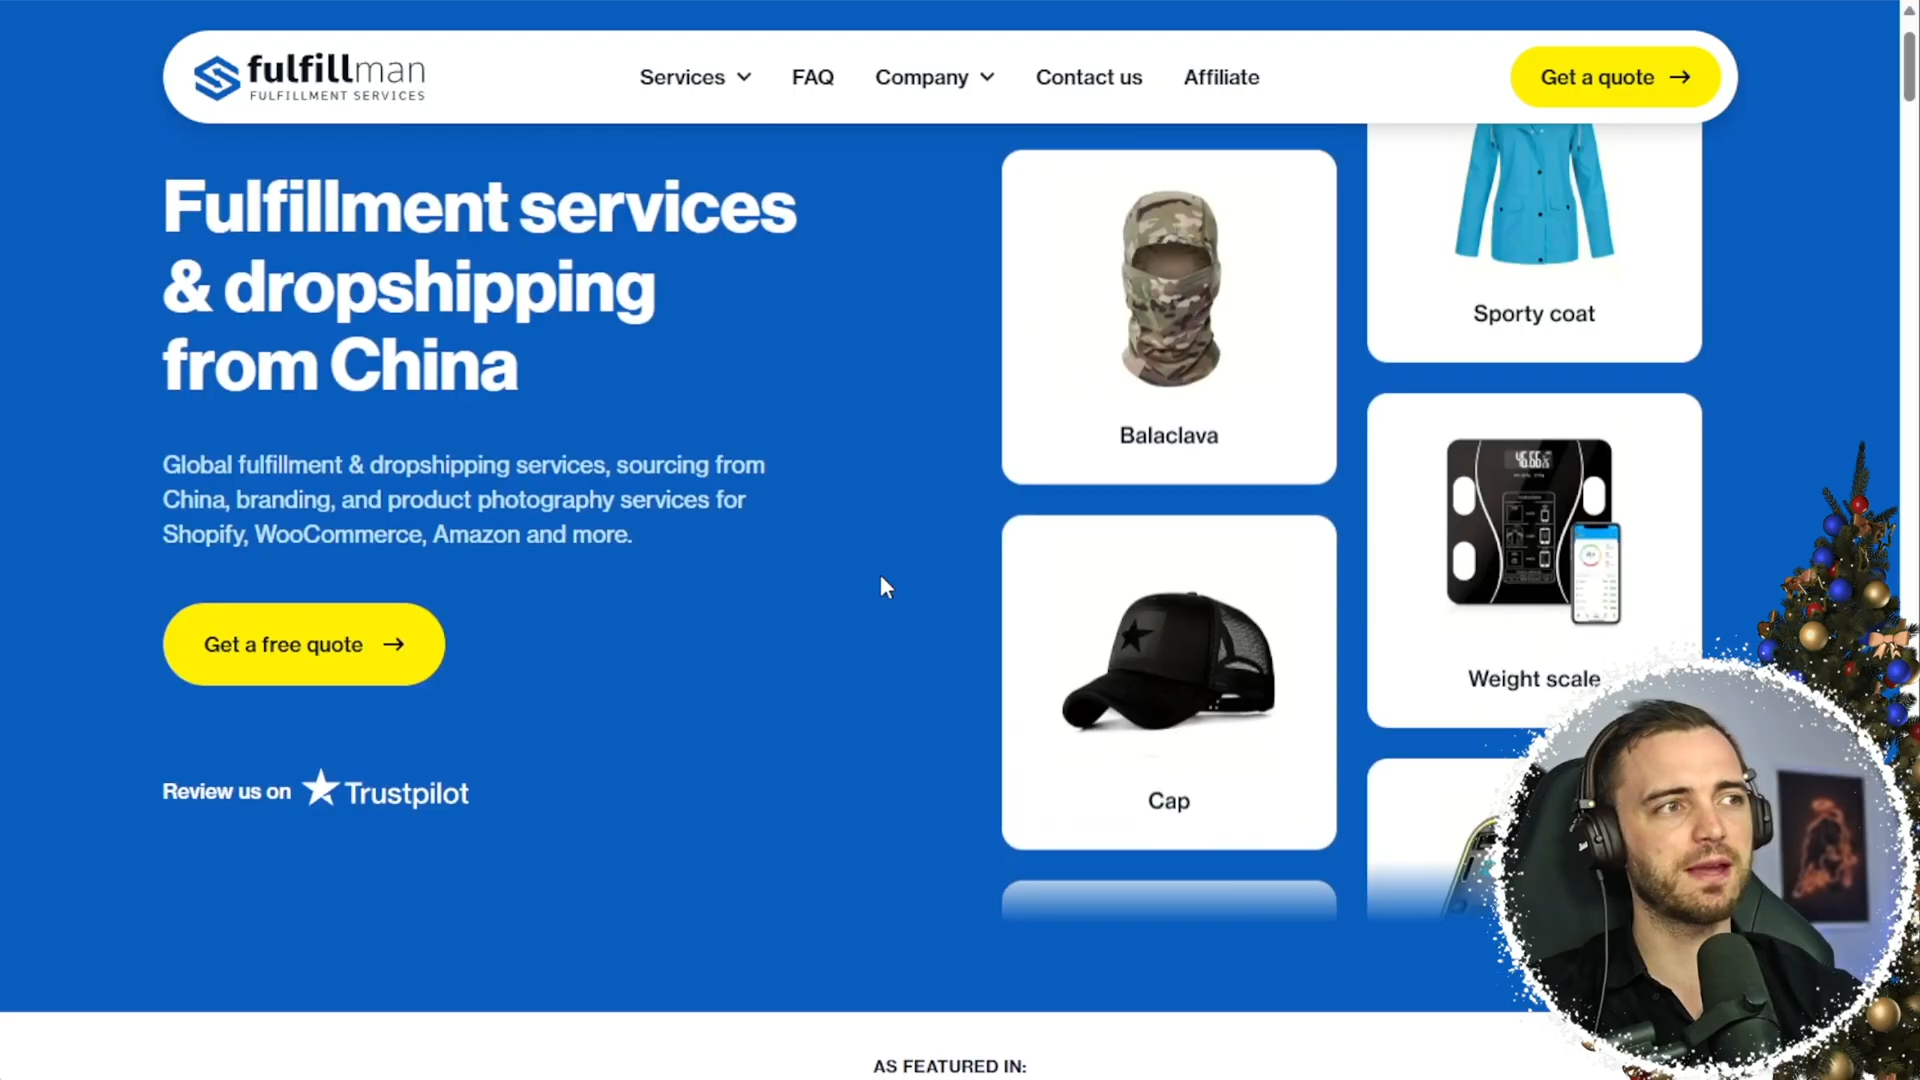 fulfillman
FULFILLMENT SERVICES
Services
FAQ
Company
Contact us
Affiliate
Get a quote
Fulfillment services
& dropshipping
from China
Global fulfillment & dropshipping services, sourcing from
China, branding, and product photography services for
Shopify, WooCommerce, Amazon and more.
Get a free quote
Review us on Trustpilot
Balaclava
Sporty coat
Cap
Weight scale
AS FEATURED IN: